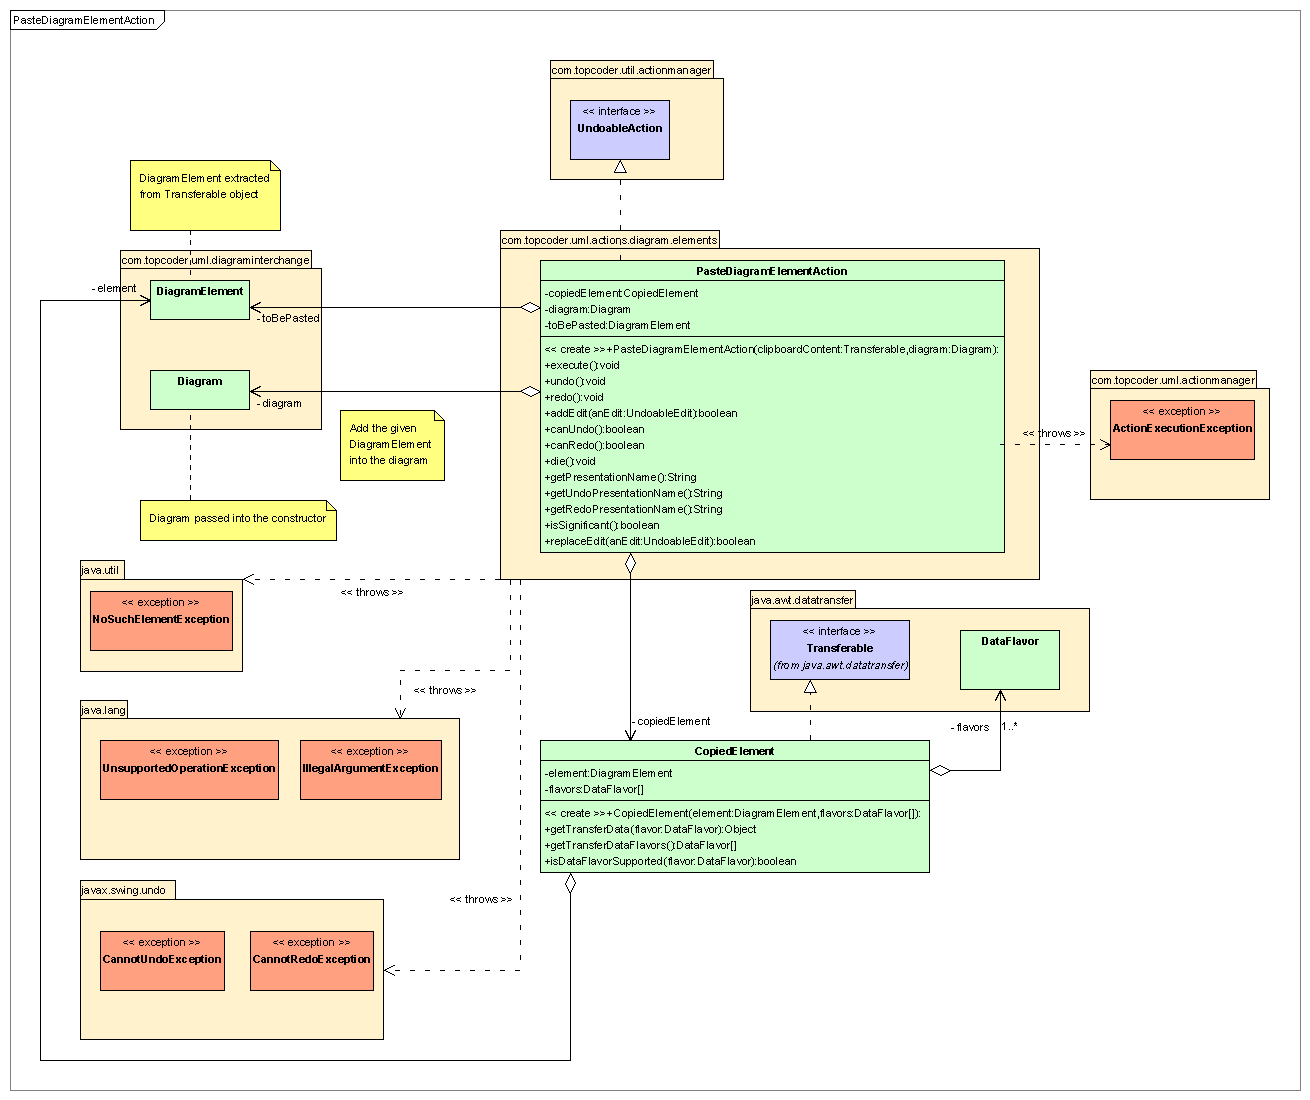 PasteDiagramElementAction
com.topcoder.util.actionmanager
<< interface >>
UndoableAction
DiagramElement extracted
from Transferable object
com.topcoder.uml.diagraminterchange
DiagramElement
- element
- toBePasted
Diagram
- diagram
Add the given
DiagramElement
into the diagram
Diagram passed into the constructor
com.topcoder.uml.actions.diagram.elements
PasteDiagramElementAction
-copiedElement:CopiedElement
-diagram:Diagram
-toBePasted:DiagramElement
<< create >>+PasteDiagramElementAction(clipboardContent:Transferable,diagram:Diagram):
+execute():void
+undo():void
+redo():void
+addEdit(anEdit:UndoableEdit):boolean
+canUndo():boolean
+canRedo():boolean
+die():void
+getPresentationName():String
+getUndoPresentationName():String
+getRedoPresentationName():String
+isSignificant():boolean
+replaceEdit(anEdit:UndoableEdit):boolean
com.topcoder.uml.actionmanager
<< exception >>
ActionExecutionException
<< throws >>
java.util
<< exception >>
NoSuchElementException
<< throws >>
java.awt.datatransfer
<< interface >>
Transferable
(from java.awt.datatransfer)
DataFlavor
<< throws >>
java.lang
<< exception >>
UnsupportedOperationException
<< exception >>
IllegalArgumentException
- copiedElement
- flavors
1..*
CopiedElement
-element:DiagramElement
-flavors:DataFlavor[]
<< create >>+CopiedElement(element:DiagramElement,flavors:DataFlavor[]):
+getTransferData(flavor:DataFlavor):Object
+getTransferDataFlavors():DataFlavor[]
+isDataFlavorSupported(flavor:DataFlavor):boolean
javax.swing.undo
<< exception >>
CannotUndoException
<< exception >>
CannotRedoException
<< throws >>